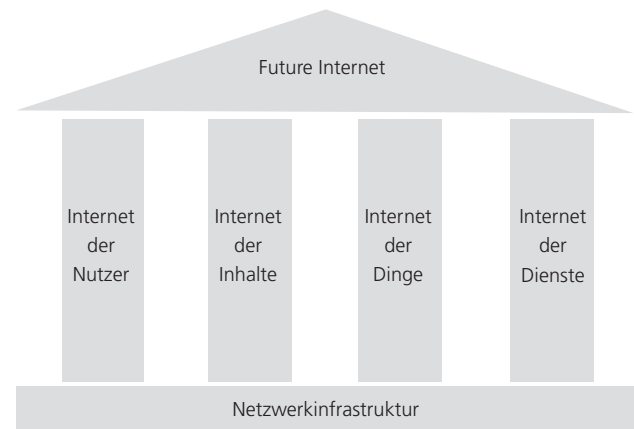 Future Internet
Internet
der
Nutzer
Internet
der
Inhalte
Internet
der
Dinge
Internet
der
Dienste
Netzwerkinfrastruktur